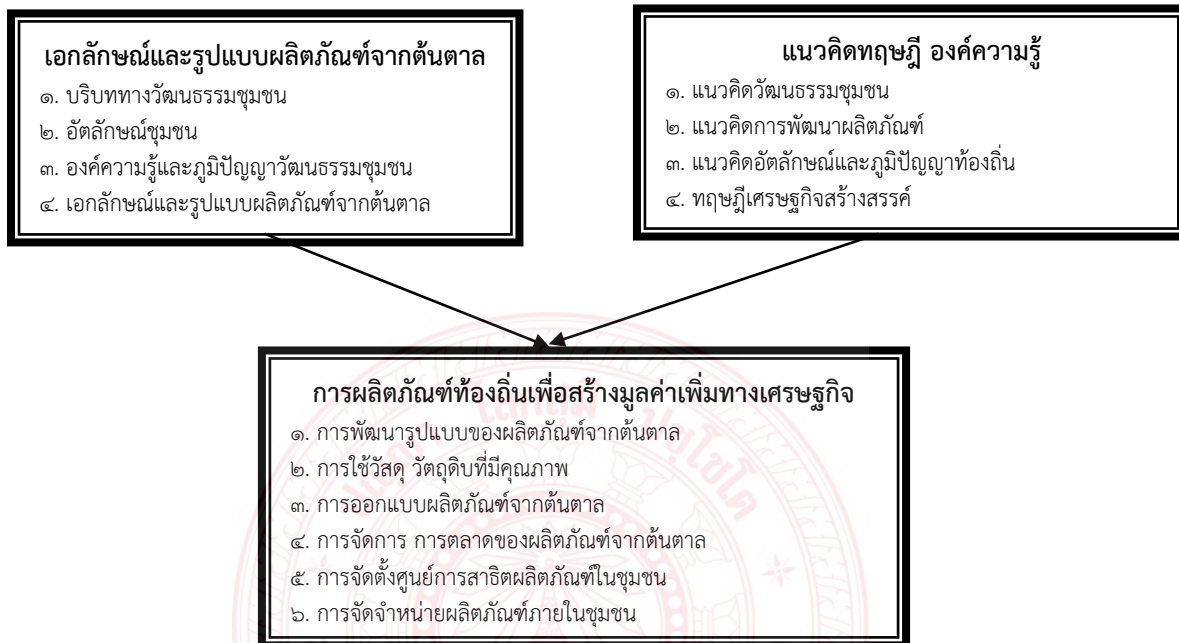 เอกลักษณ์และรูปแบบผลิตภัณฑ์จากต้นตาล
๑. บริบททางวัฒนธรรมชุมชน
๒. อัตลักษณ์ชุมชน
๓. องค์ความรู้และภูมิปัญญาวัฒนธรรมชุมชน
๔. เอกลักษณ์และรูปแบบผลิตภัณฑ์จากต้นตาล
แนวคิดทฤษฎี องค์ความรู้
๑. แนวคิดวัฒนธรรมชุมชน
๒. แนวคิดการพัฒนาผลิตภัณฑ์
๓. แนวคิดอัตลักษณ์และภูมิปัญญาท้องถิ่น
๔. ทฤษฎีเศรษฐกิจสร้างสรรค์
การผลิตภัณฑ์ท้องถิ่นเพื่อสร้างมูลค่าเพิ่มทางเศรษฐกิจ
๑. การพัฒนารูปแบบของผลิตภัณฑ์จากต้นตาล
๒. การใช้วัสดุ วัตถุดิบที่มีคุณภาพ
๓. การออกแบบผลิตภัณฑ์จากต้นตาล
๔. การจัดการ การตลาดของผลิตภัณฑ์จากต้นตาล
๕. การจัดตั้งศูนย์การสาธิตผลิตภัณฑ์ในชุมชน
๖. การจัดจำหน่ายผลิตภัณฑ์ภายในชุมชน